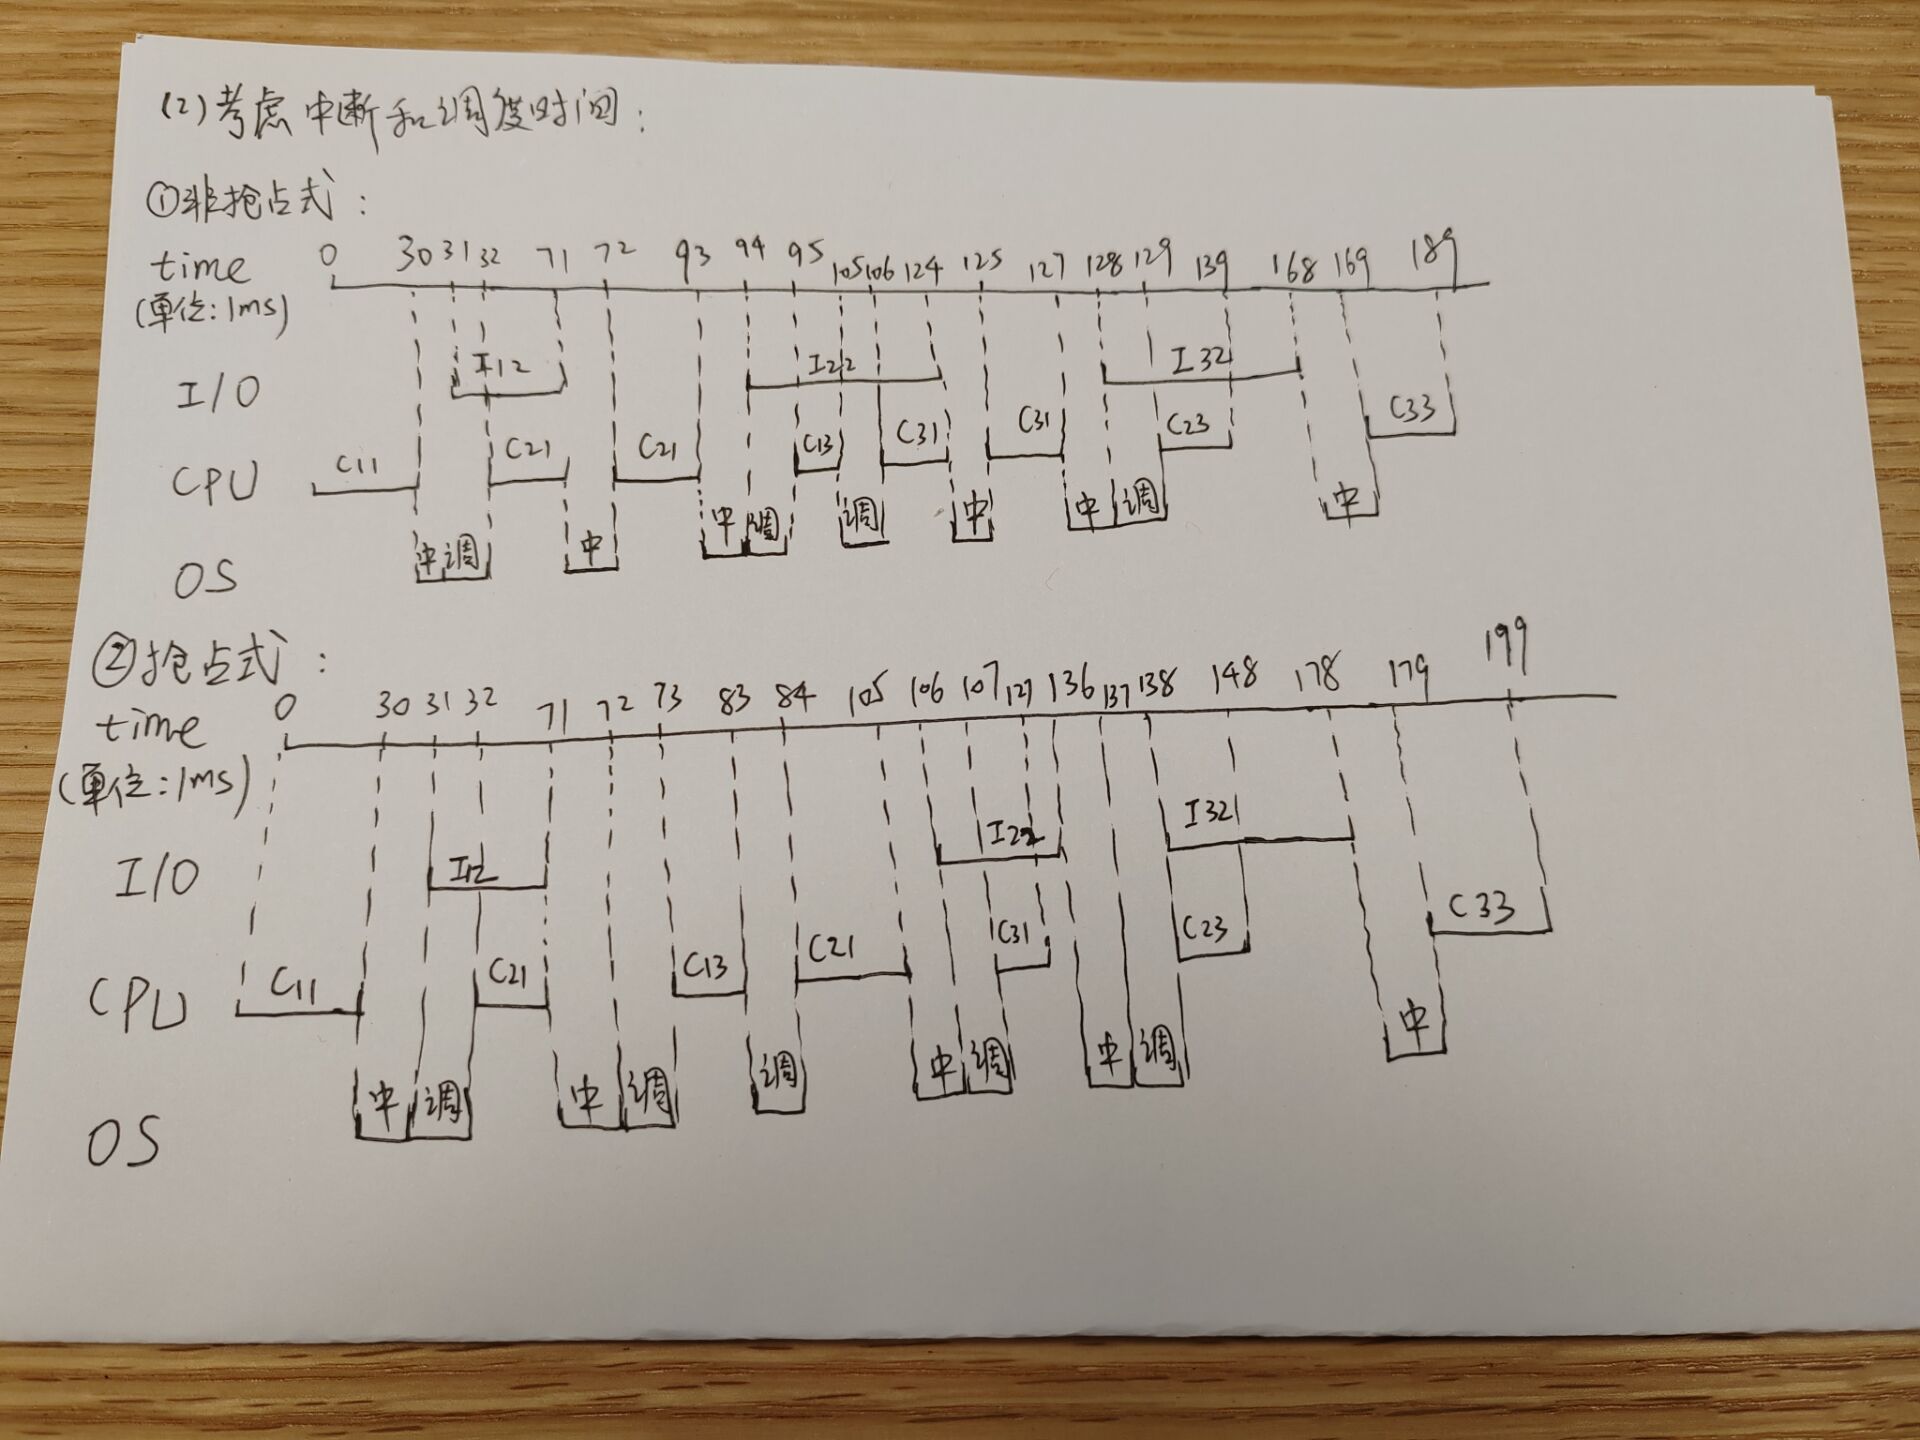 (2)考虑中断和调度时间:
①非抢占式:
time 0 30 31 32 71 72 93 94 95 105 106 124 125 127 128 129 139 168 169 189
(单位:1ms)
I/O I12 I22 I32
CPU C11 C21 C21 C13 C31 C31 C23 C33
OS 中 调 中 中 调 调 中 中 调 中
②抢占式:
time 0 30 31 32 71 72 73 83 84 105 106 107 127 136 137 138 148 178 179 199
(单位:1ms)
I/O I12 I22 I32
CPU C11 C21 C13 C21 C31 C23 C33
OS 中 调 中 调 调 中 调 中 调 中